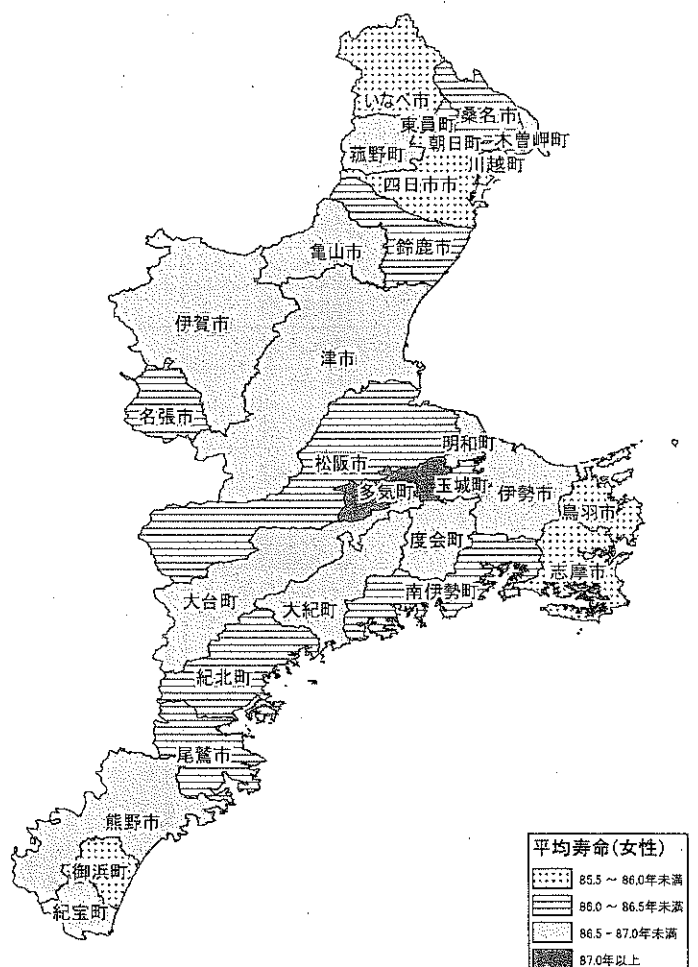 いなべ市
桑名市
東員町
朝日町
木曽岬町
菰野町
川越町
四日市市
亀山市
鈴鹿市
伊賀市
津市
名張市
明和町
松阪市
多気町
玉城町
伊勢市
鳥羽市
度会町
志摩市
大台町
大紀町
南伊勢町
紀北町
尾鷲市
熊野市
御浜町
紀宝町
平均寿命(女性)
85.5 ~ 86.0年未満
86.0 ~ 86.5年未満
86.5 - 87.0年未満
87.0年以上